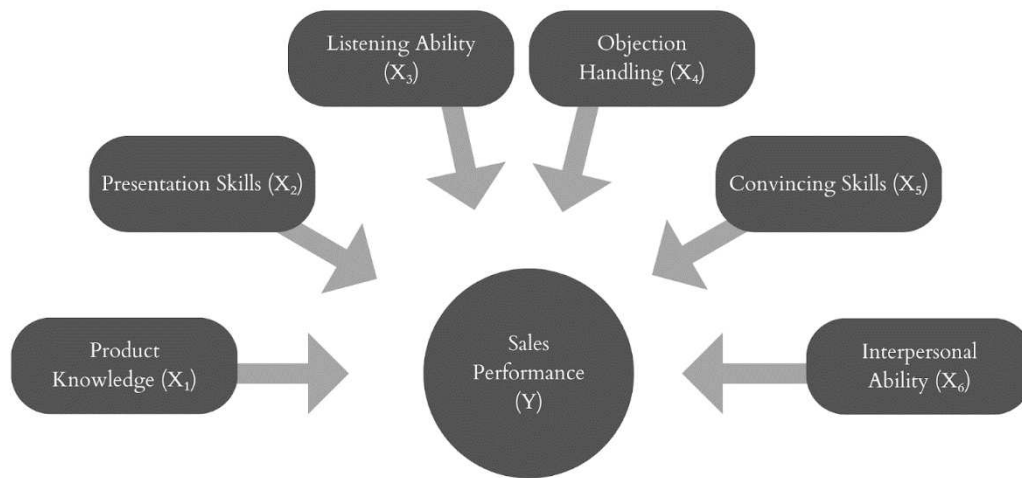 Listening Ability
(X₃)
Objection
Handling (X₄)
Presentation Skills (X₂)
Convincing Skills (X₅)
Product
Knowledge (X₁)
Sales
Performance
(Y)
Interpersonal
Ability (X₆)